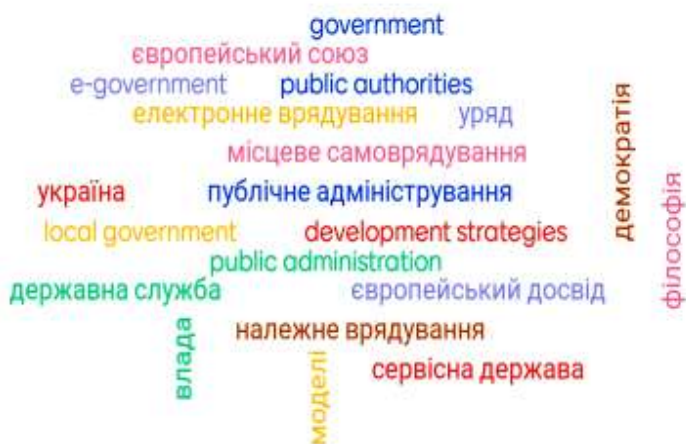 government
європейський союз
e-government public authorities
електронне врядування уряд
місцеве самоврядування
демократія
україна публічне адміністрування
філософія
local government development strategies
public administration
державна служба європейський досвід
належне врядування
влада
моделі
сервісна держава